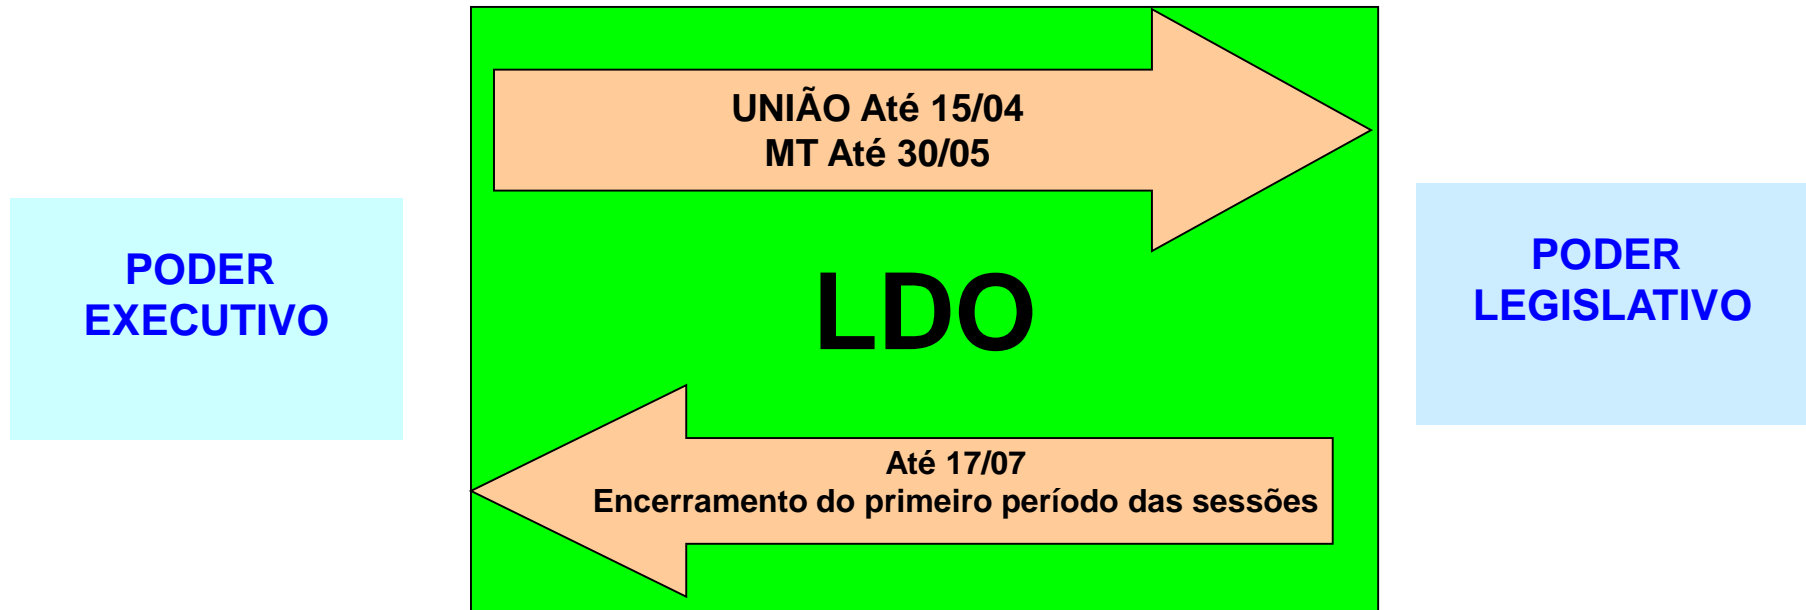 UNIÃO Até 15/04
MT Até 30/05
PODER
EXECUTIVO
LDO
PODER
LEGISLATIVO
Até 17/07
Encerramento do primeiro período das sessões